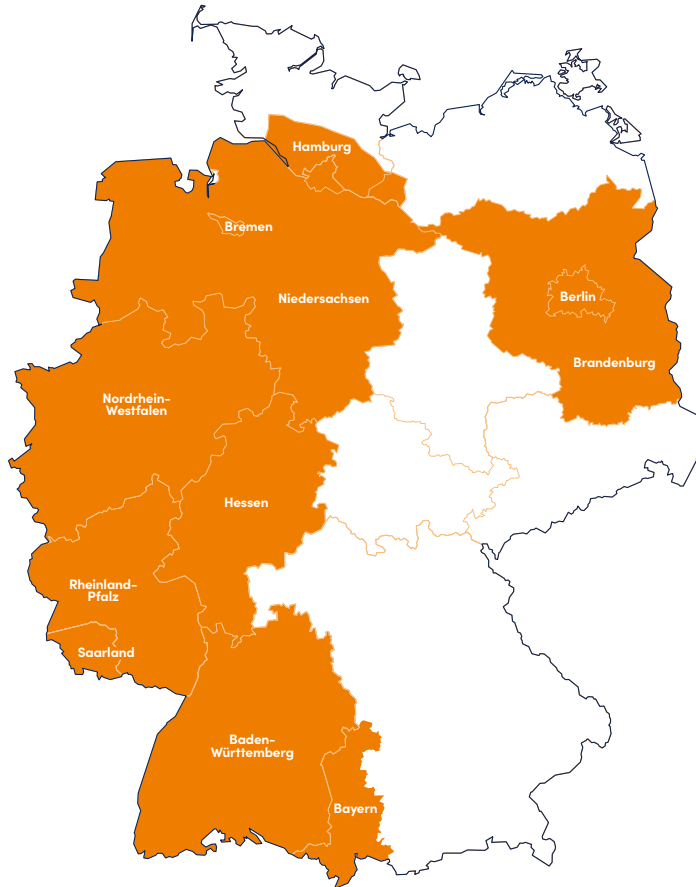 Hamburg
Bremen
Niedersachsen
Berlin
Brandenburg
Nordrhein-
Westfalen
Hessen
Rheinland-
Pfalz
Saarland
Baden-
Württemberg
Bayern